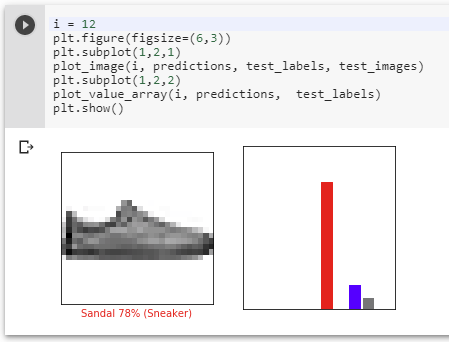 i = 12
plt.figure(figsize=(6,3))
plt.subplot(1,2,1)
plot_image(i, predictions, test_labels, test_images)
plt.subplot(1,2,2)
plot_value_array(i, predictions,  test_labels)
plt.show()
Sandal 78% (Sneaker)